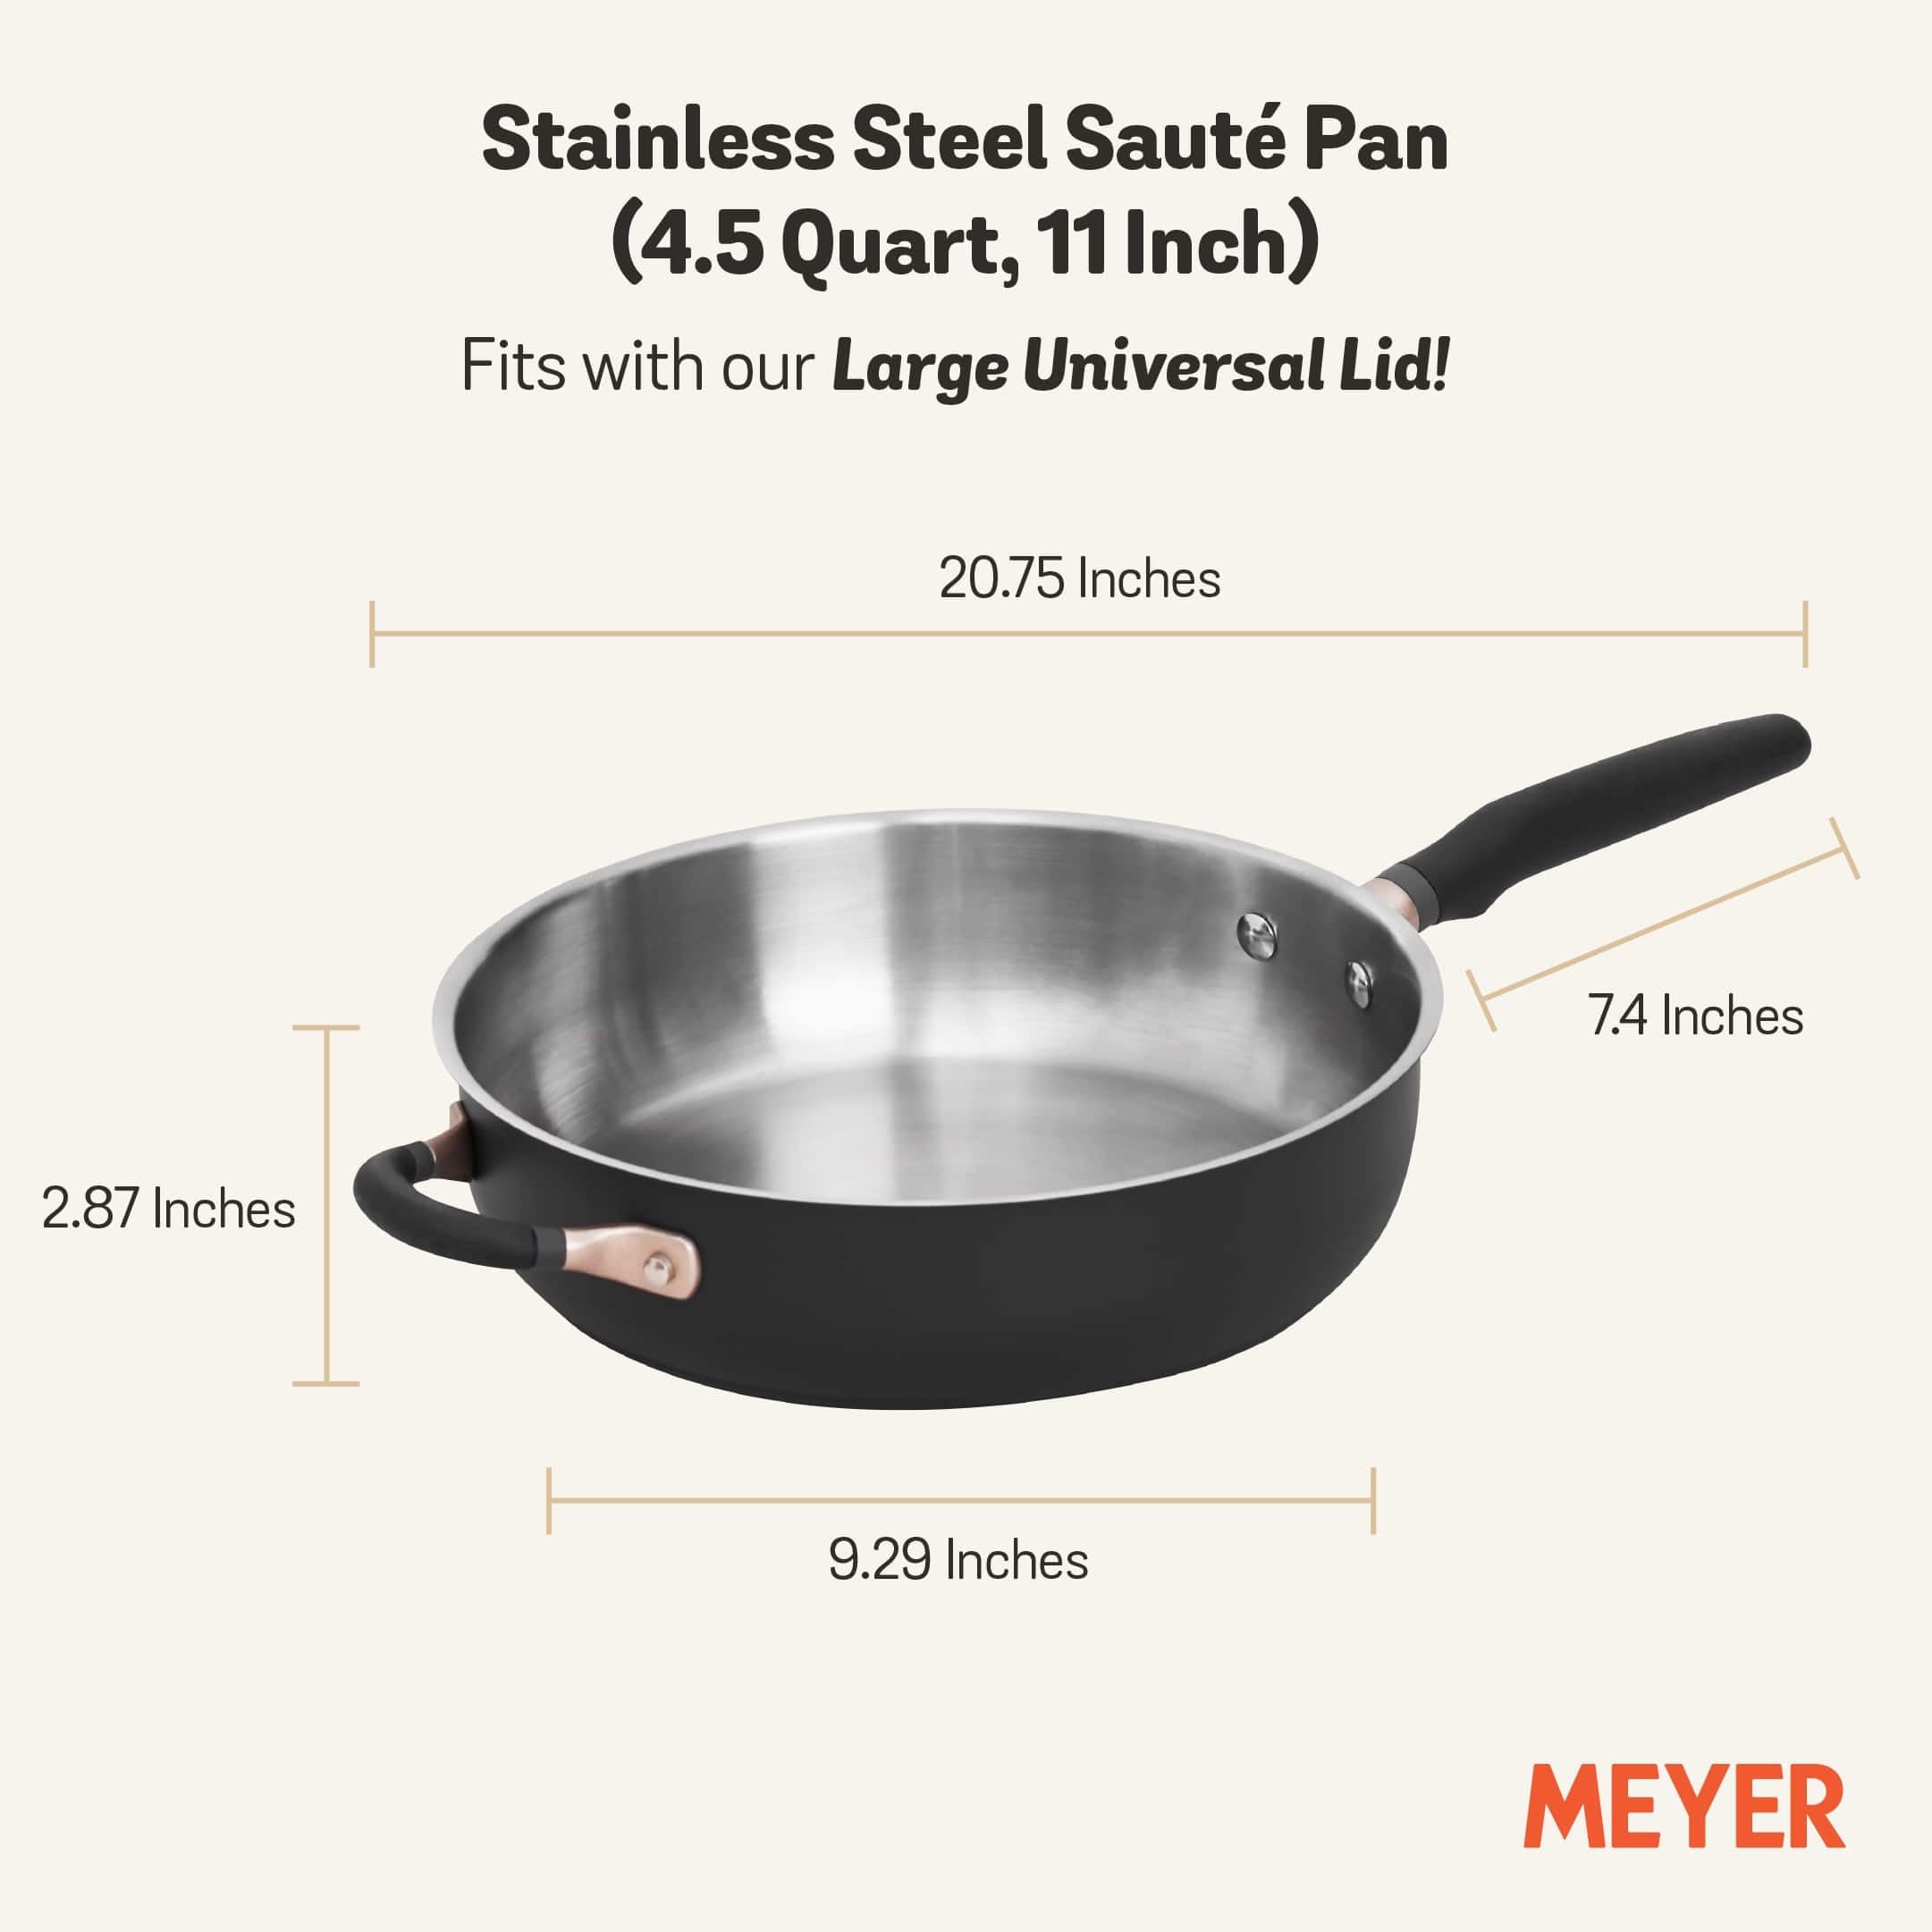 Stainless Steel Sauté Pan
(4.5 Quart, 11 Inch)
Fits with our Large Universal Lid!
20.75 Inches
7.4 Inches
2.87 Inches
9.29 Inches
MEYER